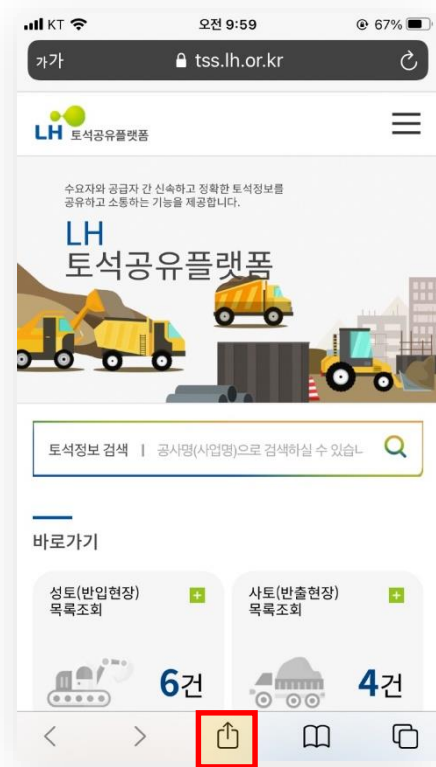 KT 오전 9:59 67%
가가 tss.lh.or.kr
LH 토석공유플랫폼
수요자와 공급자 간 신속하고 정확한 토석정보를
공유하고 소통하는 기능을 제공합니다.
LH
토석공유플랫폼
토석정보 검색 | 공사명(사업명)으로 검색하실 수 있습
바로가기
성토(반입현장)
목록조회
6건
사토(반출현장)
목록조회
4건